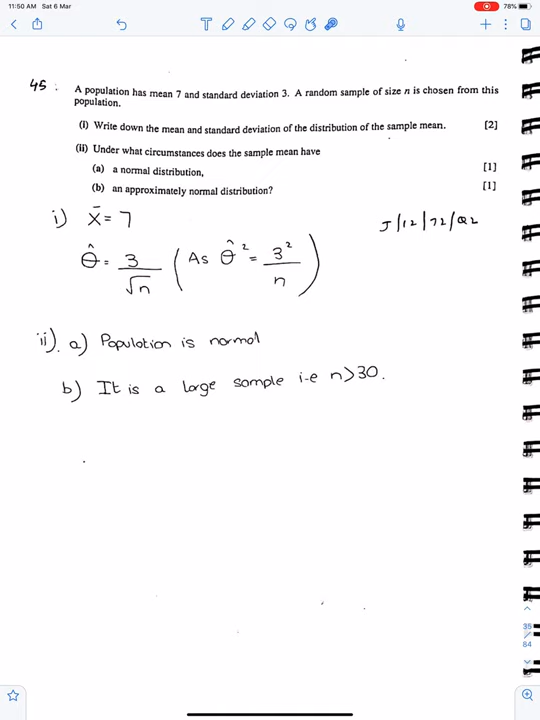 11:50 AM Sat 6 Mar
78%
45.
A population has mean 7 and standard deviation 3. A random sample of size n is chosen from this
population.
(i) Write down the mean and standard deviation of the distribution of the sample mean. [2]
(ii) Under what circumstances does the sample mean have
(a) a normal distribution, [1]
(b) an approximately normal distribution? [1]
J/12/72/Q2
i) X̄ = 7
θ̂ = 3/√n (As θ̂² = 3²/n)
ii). a) Population is normal
b) It is a large sample i-e n>30.
35
/
84